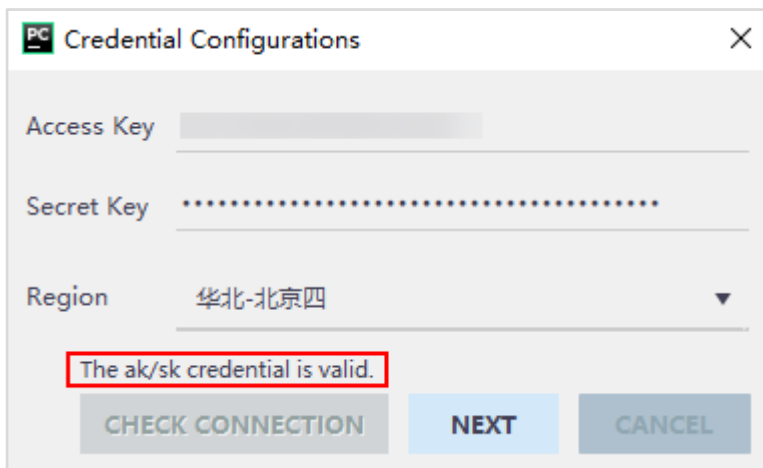 PC Credential Configurations
Access Key
Secret Key ••••••••••••••••••••••••••••••••••••••••
Region 华北-北京四
The ak/sk credential is valid.
CHECK CONNECTION NEXT CANCEL